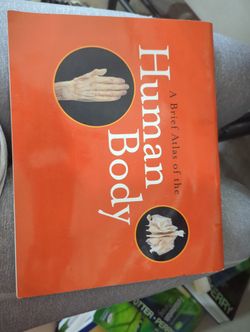 A Brief Atlas of the
Human
Body